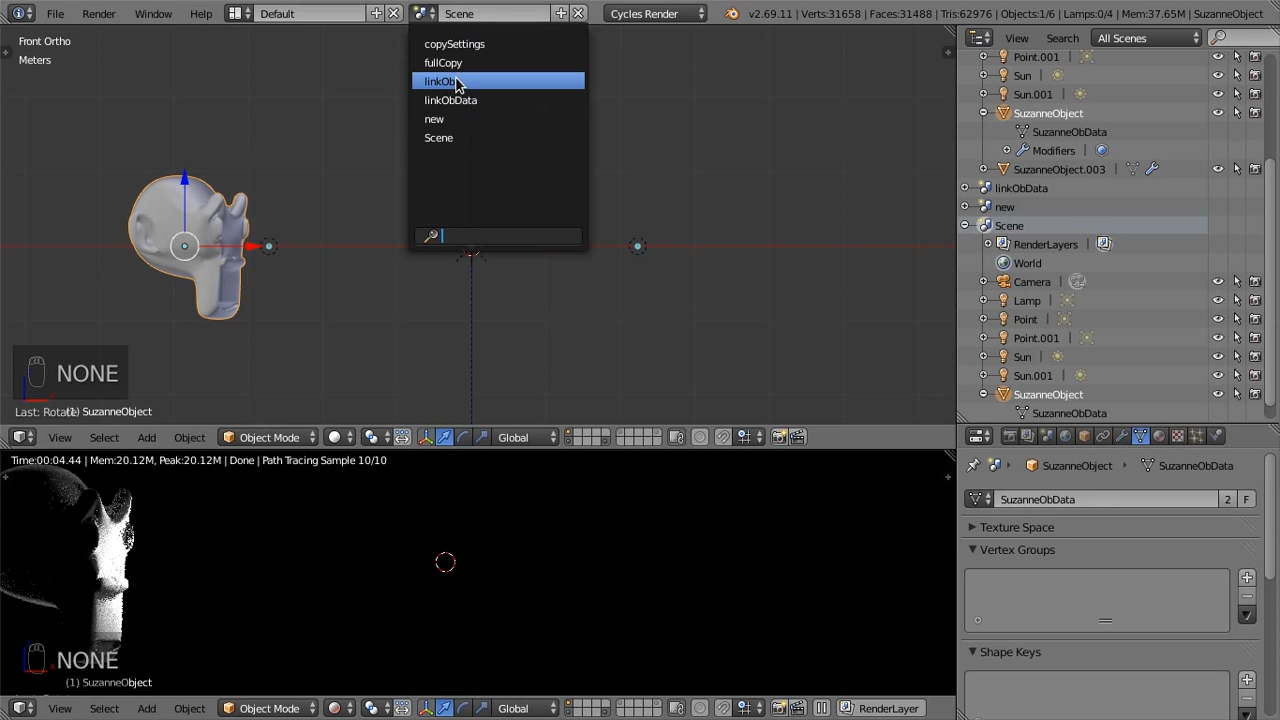 File Render Window Help Default Scene Cycles Render v2.69.11 | Verts:31658 | Faces:31488 | Tris:62976 | Objects:1/6 | Lamps:0/4 | Mem:37.65M | SuzanneObject
Front Ortho
Meters
copySettings
fullCopy
linkOb
linkObData
new
Scene
View Search All Scenes
Point.001
Sun
Sun.001
SuzanneObject
SuzanneObData
Modifiers
SuzanneObject.003
linkObData
new
Scene
RenderLayers
World
Camera
Lamp
Point
Point.001
Sun
Sun.001
SuzanneObject
SuzanneObData
NONE
Last: Rotate
(1) SuzanneObject
View Select Add Object Object Mode Global
Time:00:04.44 | Mem:20.12M, Peak:20.12M | Done | Path Tracing Sample 10/10
SuzanneObject SuzanneObData
SuzanneObData 2 F
Texture Space
Vertex Groups
Shape Keys
NONE
(1) SuzanneObject
View Select Add Object Object Mode Global RenderLayer